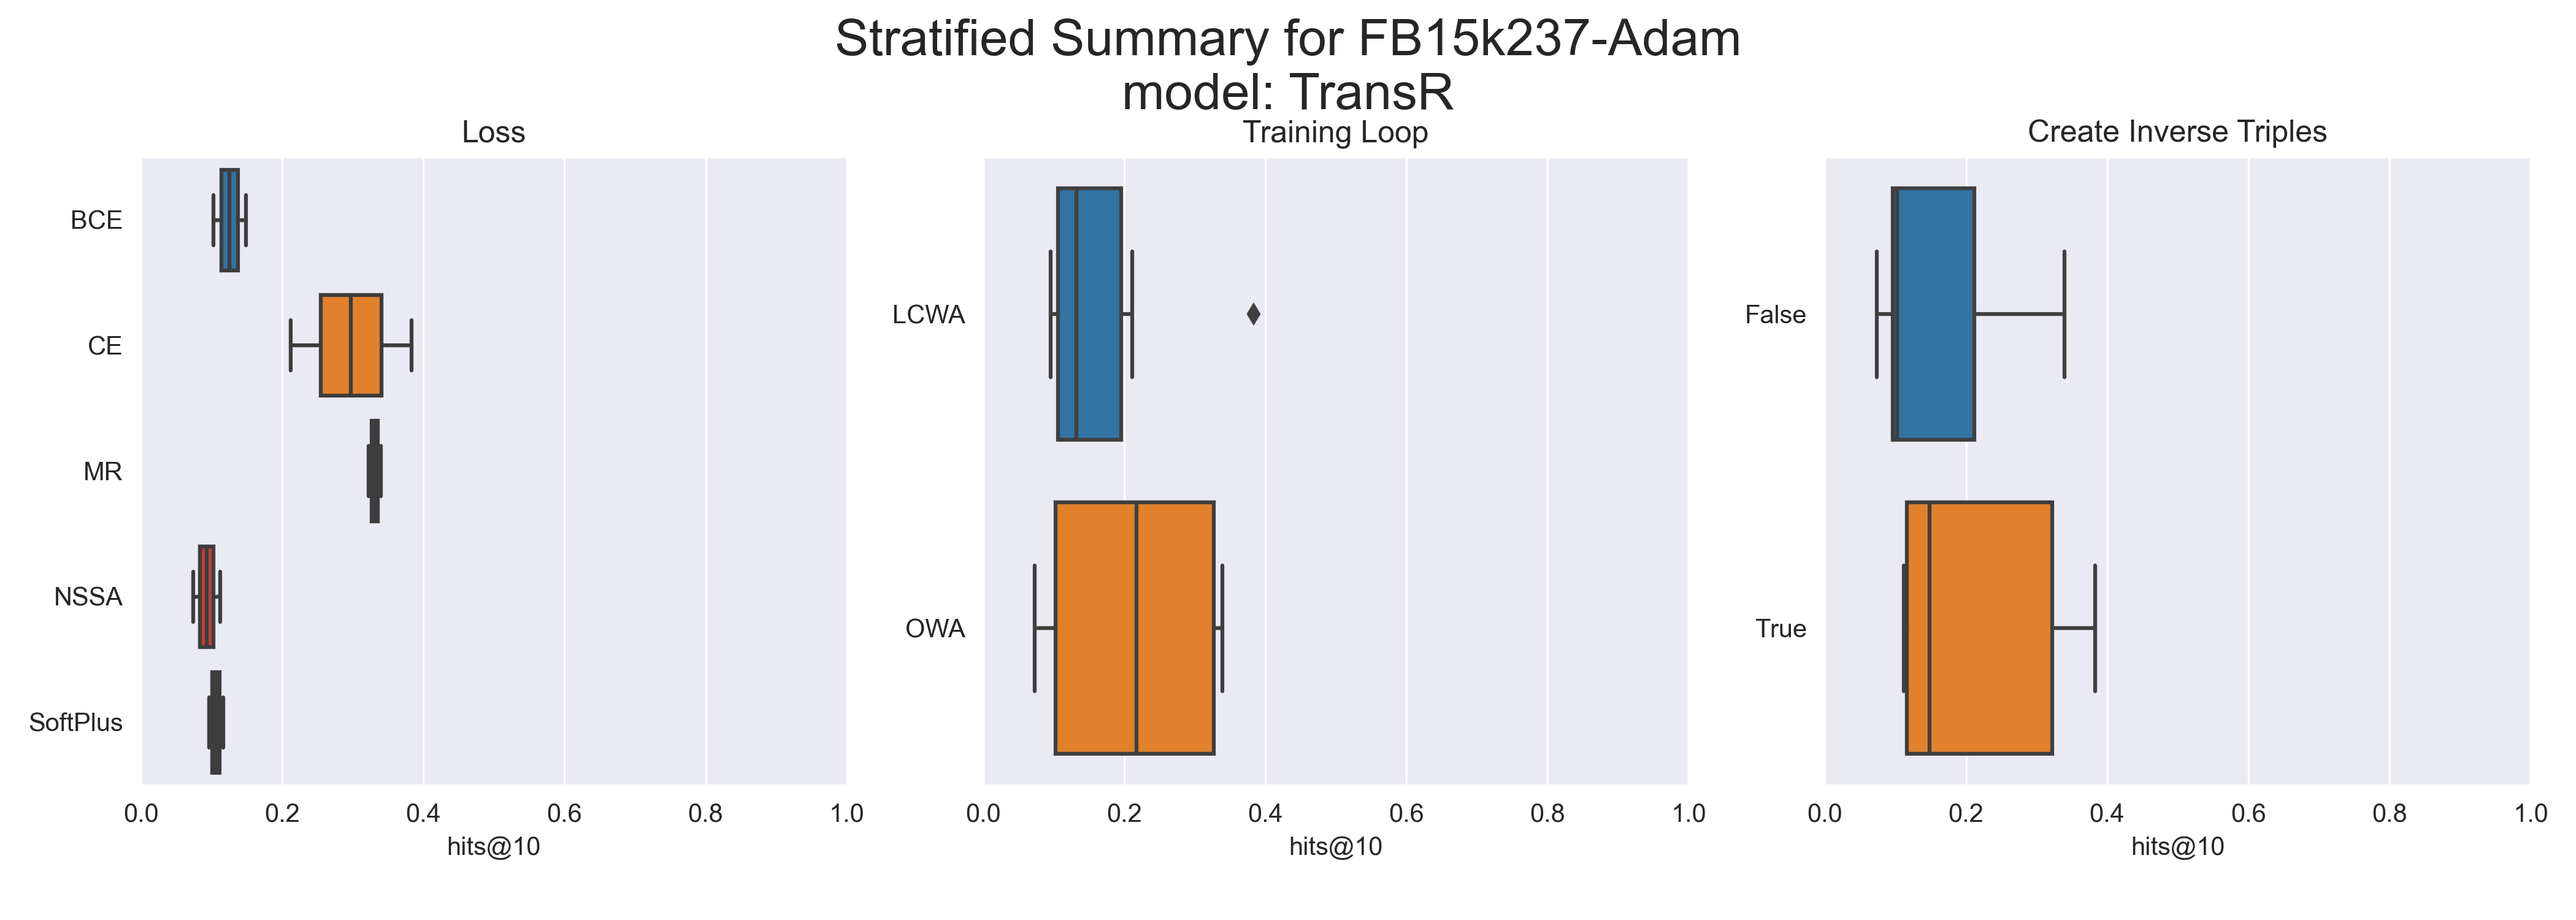 Stratified Summary for FB15k237-Adam
model: TransR
Loss
BCE
CE
MR
NSSA
SoftPlus
0.0 0.2 0.4 0.6 0.8 1.0
hits@10
Training Loop
LCWA
OWA
0.0 0.2 0.4 0.6 0.8 1.0
hits@10
Create Inverse Triples
False
True
0.0 0.2 0.4 0.6 0.8 1.0
hits@10